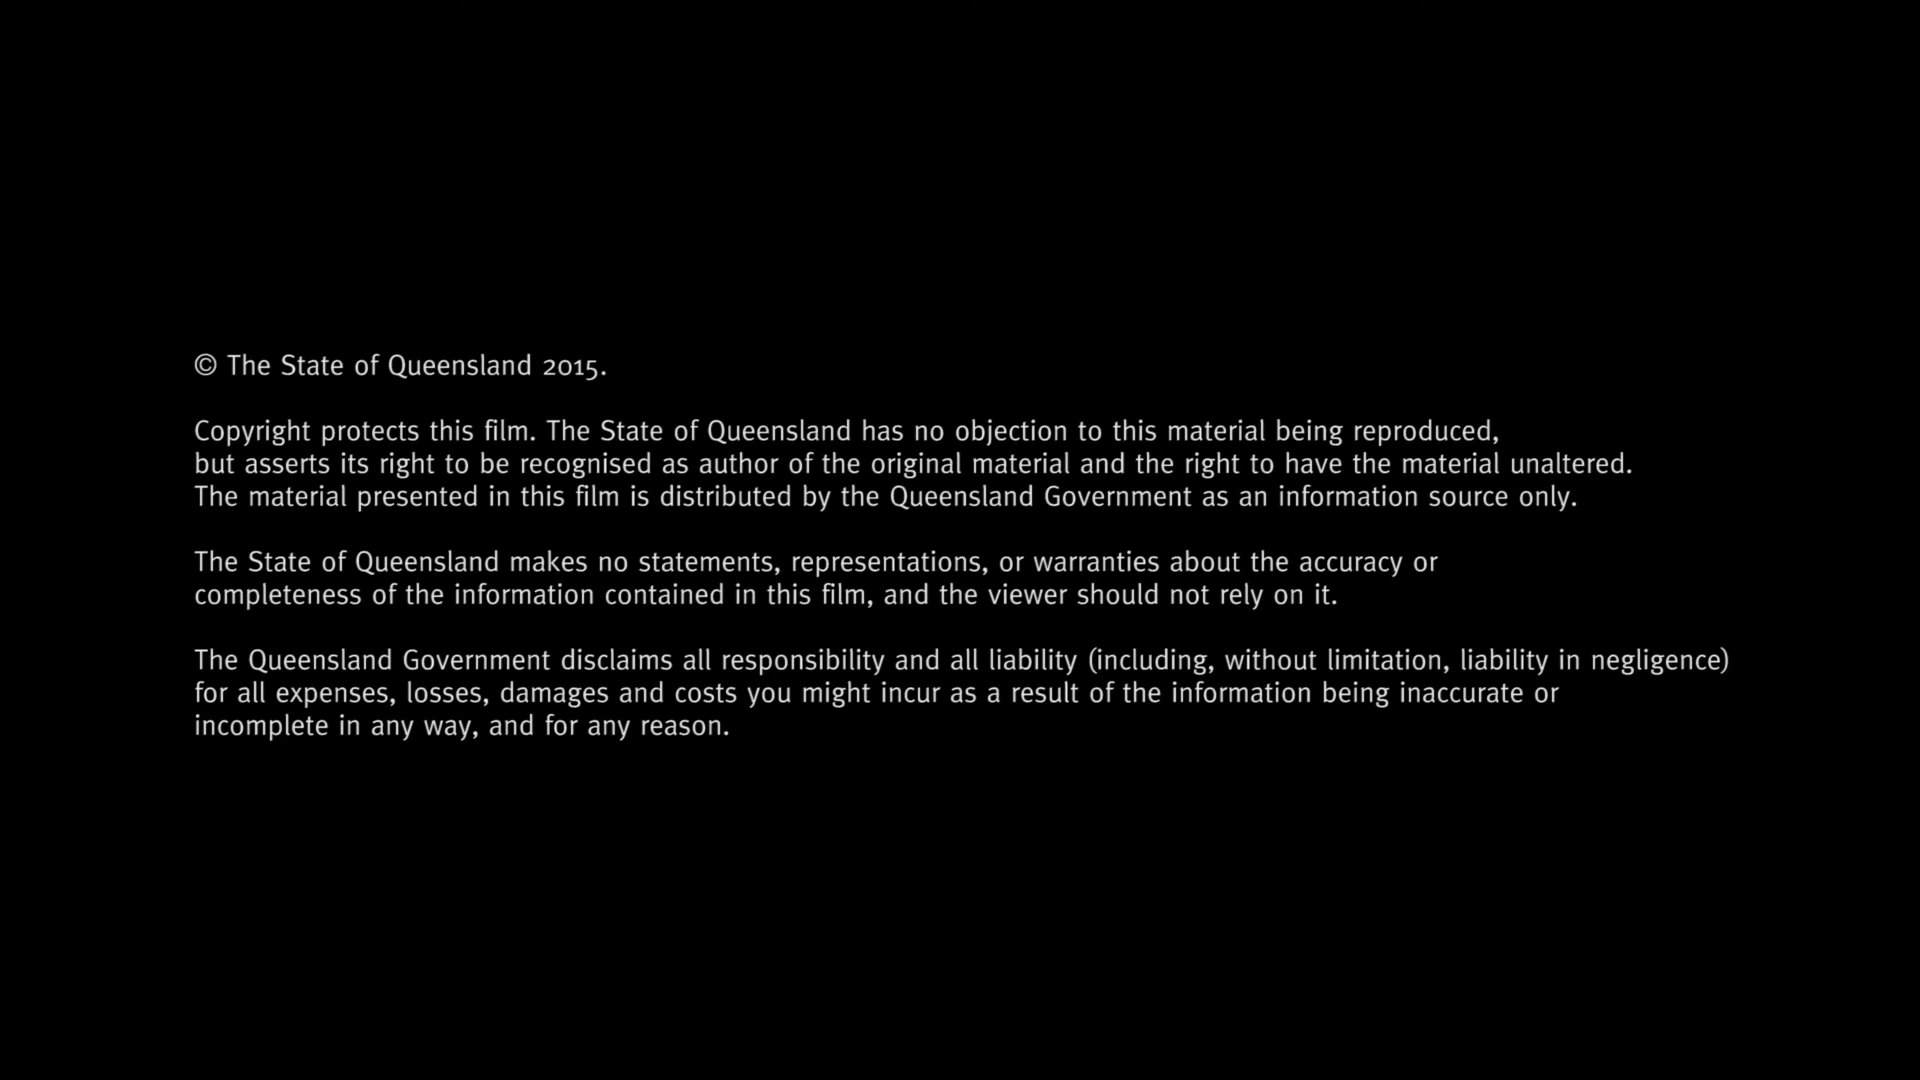 © The State of Queensland 2015.
Copyright protects this film. The State of Queensland has no objection to this material being reproduced,
but asserts its right to be recognised as author of the original material and the right to have the material unaltered.
The material presented in this film is distributed by the Queensland Government as an information source only.
The State of Queensland makes no statements, representations, or warranties about the accuracy or
completeness of the information contained in this film, and the viewer should not rely on it.
The Queensland Government disclaims all responsibility and all liability (including, without limitation, liability in negligence)
for all expenses, losses, damages and costs you might incur as a result of the information being inaccurate or
incomplete in any way, and for any reason.